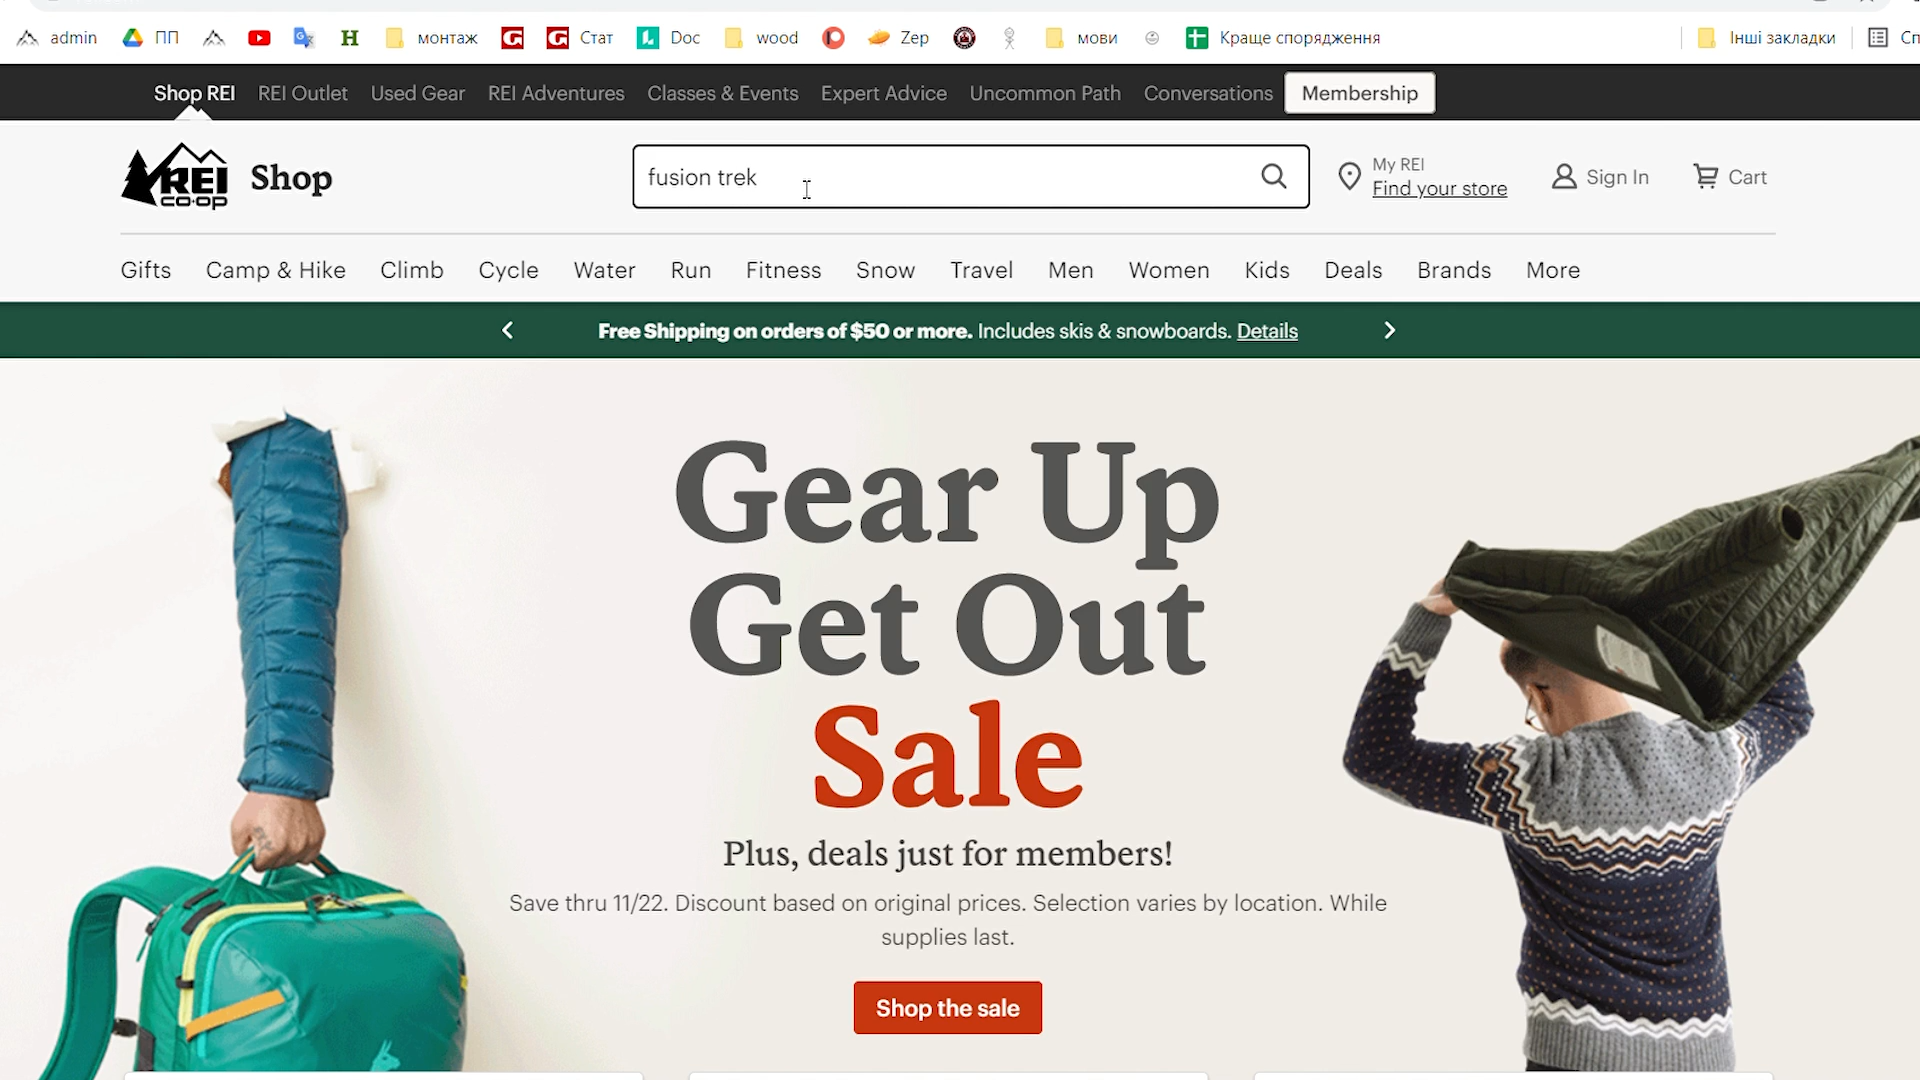 admin ПП монтаж Стат Doc wood Zep мови Краще спорядження Інші закладки
Shop REI REI Outlet Used Gear REI Adventures Classes & Events Expert Advice Uncommon Path Conversations Membership
REI CO·OP
Shop
fusion trek
My REI
Find your store
Sign In
Cart
Gifts Camp & Hike Climb Cycle Water Run Fitness Snow Travel Men Women Kids Deals Brands More
Free Shipping on orders of $50 or more. Includes skis & snowboards. Details
Gear Up
Get Out
Sale
Plus, deals just for members!
Save thru 11/22. Discount based on original prices. Selection varies by location. While
supplies last.
Shop the sale